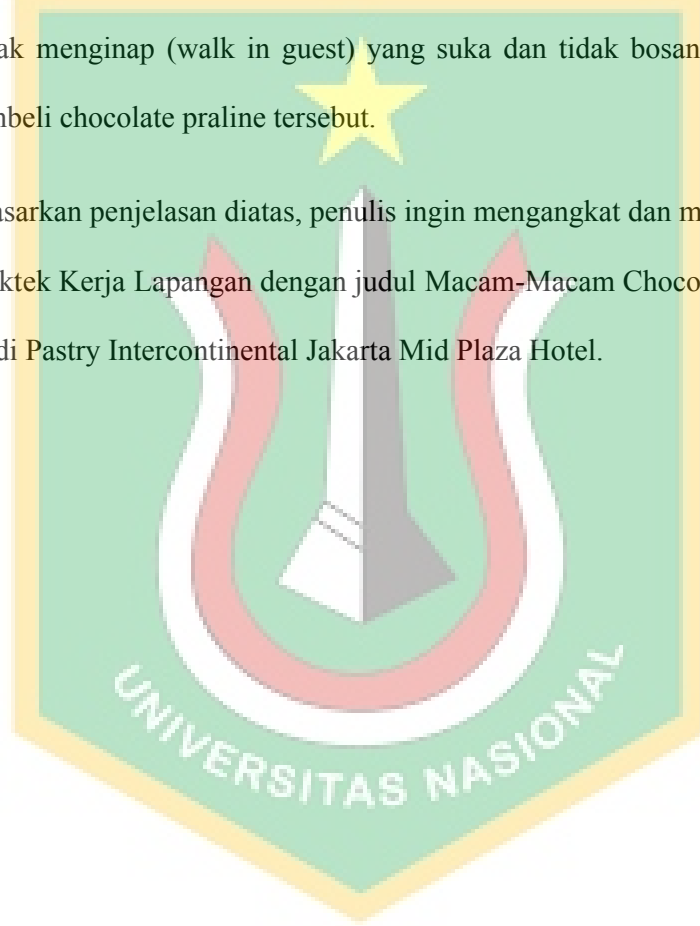 ak menginap (walk in guest) yang suka dan tidak bosan
nbeli chocolate praline tersebut.
asarkan penjelasan diatas, penulis ingin mengangkat dan m
ktek Kerja Lapangan dengan judul Macam-Macam Choco
di Pastry Intercontinental Jakarta Mid Plaza Hotel.
UNIVERSITAS NASIONAL